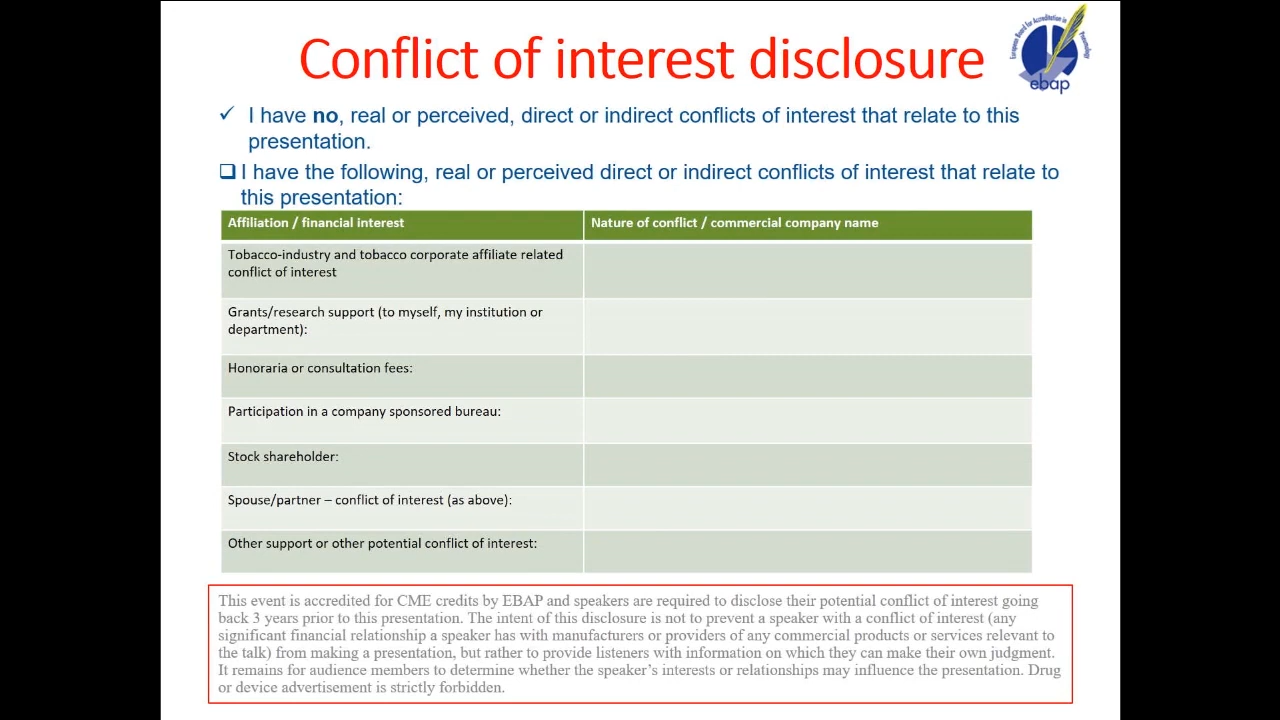 Conflict of interest disclosure
European Board for Accreditation in Pneumology
ebap
✓ I have no, real or perceived, direct or indirect conflicts of interest that relate to this
presentation.
❑ I have the following, real or perceived direct or indirect conflicts of interest that relate to
this presentation:
Affiliation / financial interest
Nature of conflict / commercial company name
Tobacco-industry and tobacco corporate affiliate related
conflict of interest
Grants/research support (to myself, my institution or
department):
Honoraria or consultation fees:
Participation in a company sponsored bureau:
Stock shareholder:
Spouse/partner – conflict of interest (as above):
Other support or other potential conflict of interest:
This event is accredited for CME credits by EBAP and speakers are required to disclose their potential conflict of interest going
back 3 years prior to this presentation. The intent of this disclosure is not to prevent a speaker with a conflict of interest (any
significant financial relationship a speaker has with manufacturers or providers of any commercial products or services relevant to
the talk) from making a presentation, but rather to provide listeners with information on which they can make their own judgment.
It remains for audience members to determine whether the speaker’s interests or relationships may influence the presentation. Drug
or device advertisement is strictly forbidden.